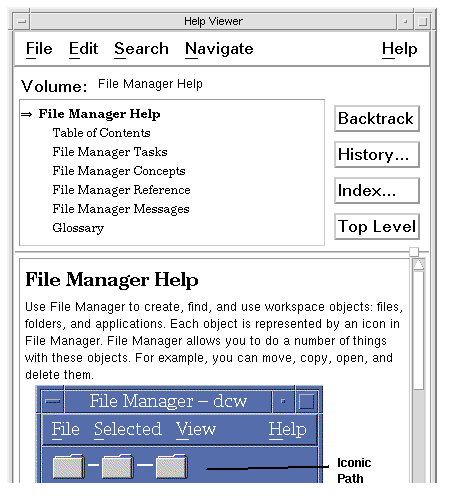 Help Viewer
File Edit Search Navigate Help
Volume: File Manager Help
⇒ File Manager Help
Table of Contents
File Manager Tasks
File Manager Concepts
File Manager Reference
File Manager Messages
Glossary
Backtrack
History...
Index...
Top Level
File Manager Help
Use File Manager to create, find, and use workspace objects: files,
folders, and applications. Each object is represented by an icon in
File Manager. File Manager allows you to do a number of things
with these objects. For example, you can move, copy, open, and
delete them.
File Manager – dcw
File Selected View Help
Iconic
Path